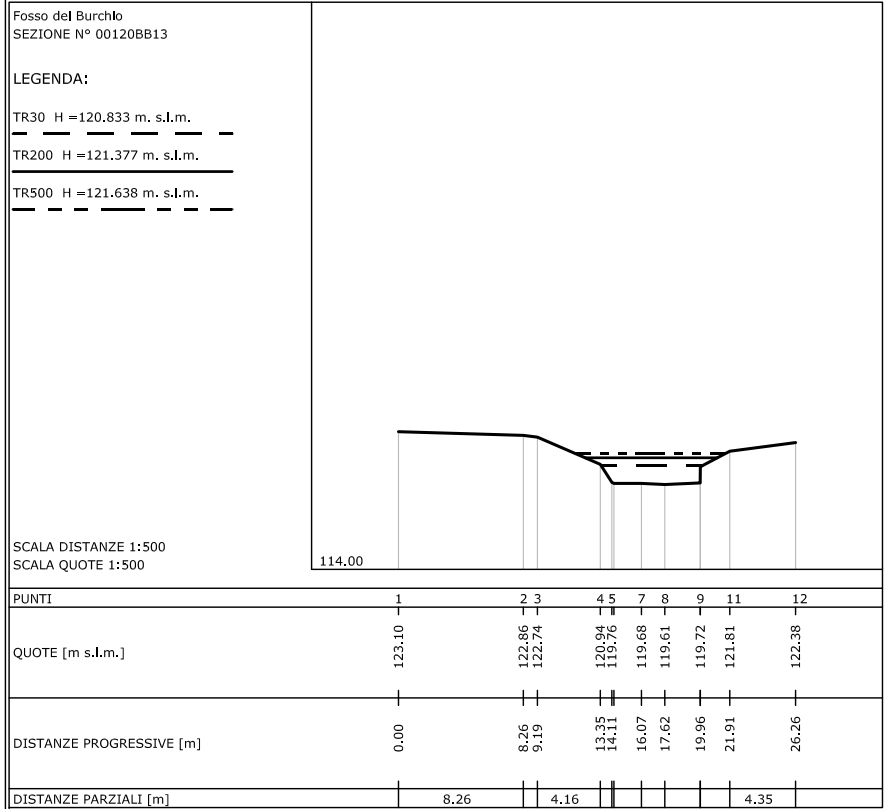 Fosso del Burchio
SEZIONE N° 00120BB13
LEGENDA:
TR30 H =120.833 m. s.l.m.
TR200 H =121.377 m. s.l.m.
TR500 H =121.638 m. s.l.m.
SCALA DISTANZE 1:500
SCALA QUOTE 1:500
114.00
PUNTI 1 2 3 4 5 7 8 9 11 12
QUOTE [m s.l.m.] 123.10 122.86 122.74 120.94 119.76 119.68 119.61 119.72 121.81 122.38
DISTANZE PROGRESSIVE [m] 0.00 8.26 9.19 13.35 14.11 16.07 17.62 19.96 21.91 26.26
DISTANZE PARZIALI [m] 8.26 4.16 4.35